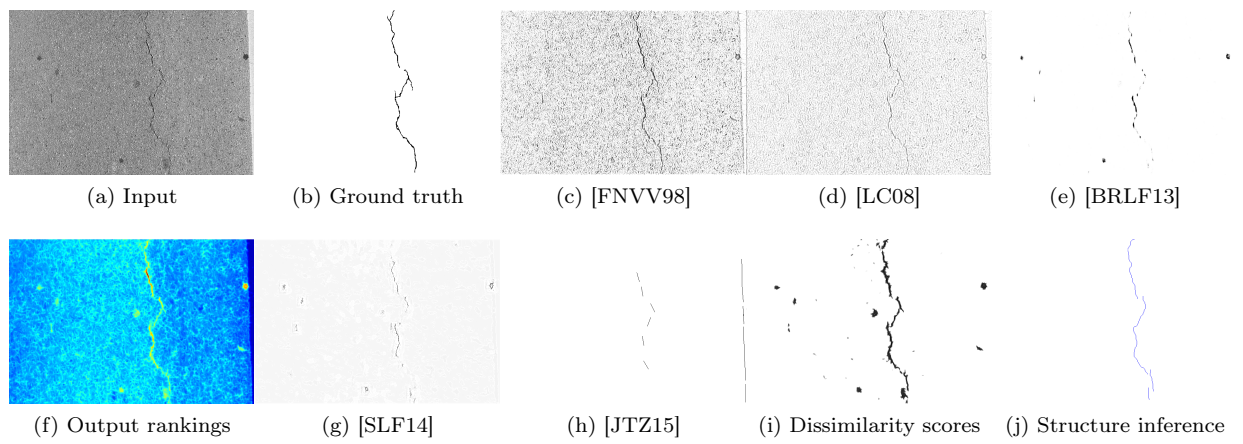 (a) Input
(b) Ground truth
(c) [FNVV98]
(d) [LC08]
(e) [BRLF13]
(f) Output rankings
(g) [SLF14]
(h) [JTZ15]
(i) Dissimilarity scores
(j) Structure inference